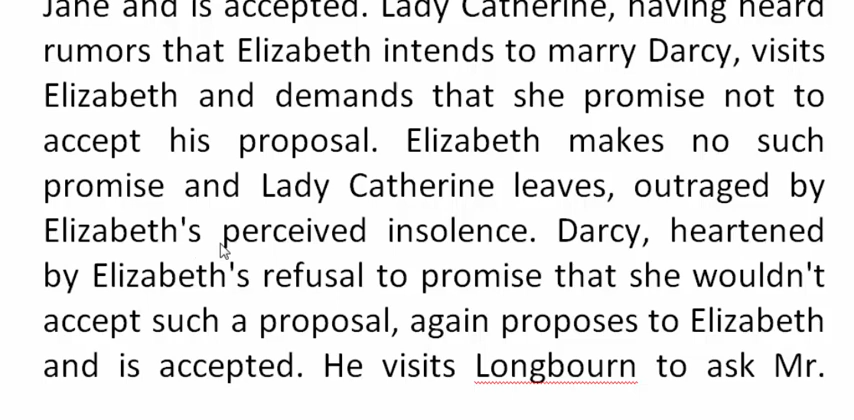 Jane and is accepted. Lady Catherine, having heard
rumors that Elizabeth intends to marry Darcy, visits
Elizabeth and demands that she promise not to
accept his proposal. Elizabeth makes no such
promise and Lady Catherine leaves, outraged by
Elizabeth's perceived insolence. Darcy, heartened
by Elizabeth's refusal to promise that she wouldn't
accept such a proposal, again proposes to Elizabeth
and is accepted. He visits Longbourn to ask Mr.